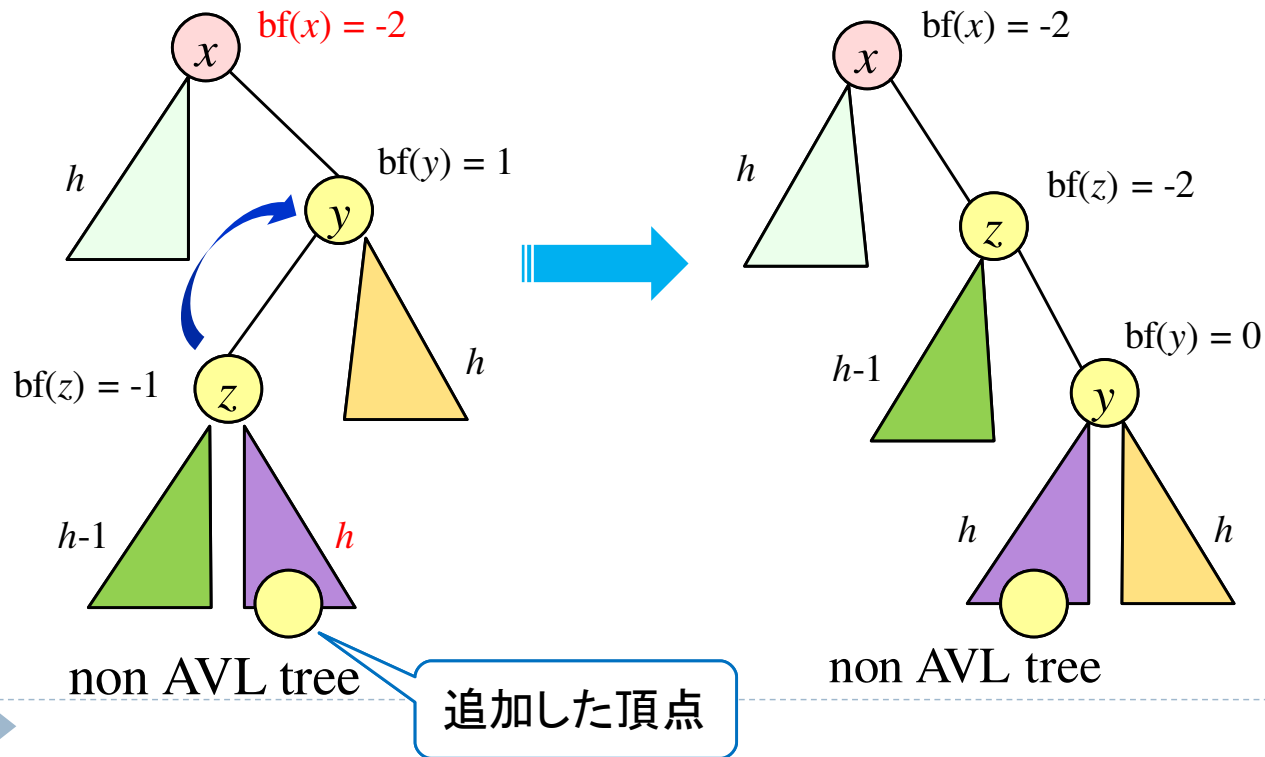 x
bf(x) = -2
h
bf(y) = 1
y
bf(z) = -1
z
h
h-1
h
non AVL tree
追加した頂点
x
bf(x) = -2
h
bf(z) = -2
z
h-1
bf(y) = 0
y
h
h
non AVL tree